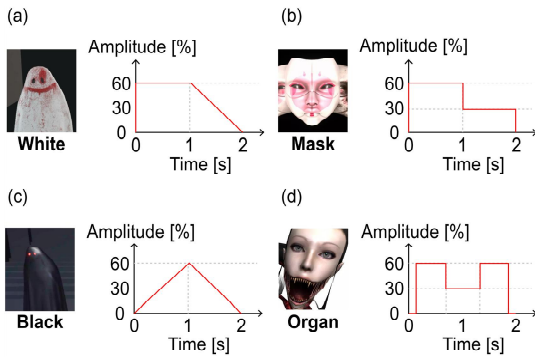 (a)
Amplitude [%]
60
30
0
0
1
2
Time [s]
White
(b)
Amplitude [%]
60
30
0
0
1
2
Time [s]
Mask
(c)
Amplitude [%]
60
30
0
0
1
2
Time [s]
Black
(d)
Amplitude [%]
60
30
0
0
1
2
Time [s]
Organ